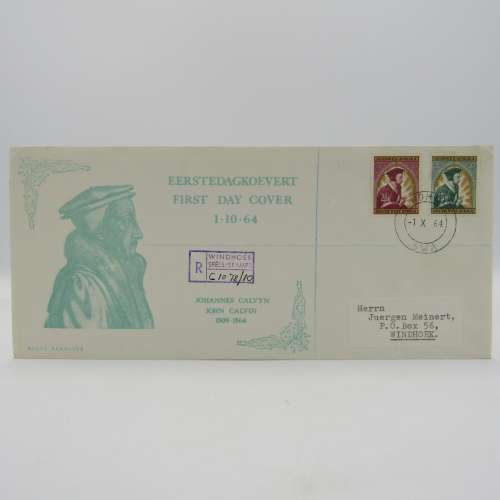 EERSTEDAGKOEVERT
FIRST DAY COVER
1·10·64
R
WINDHOEK
JOHANNES CALVYN
JOHN CALVIN
1509-1564
-1 X 64
S.W.A.
Herrn
Juergen Meinert,
P.O. Box 56,
WINDHOEK.